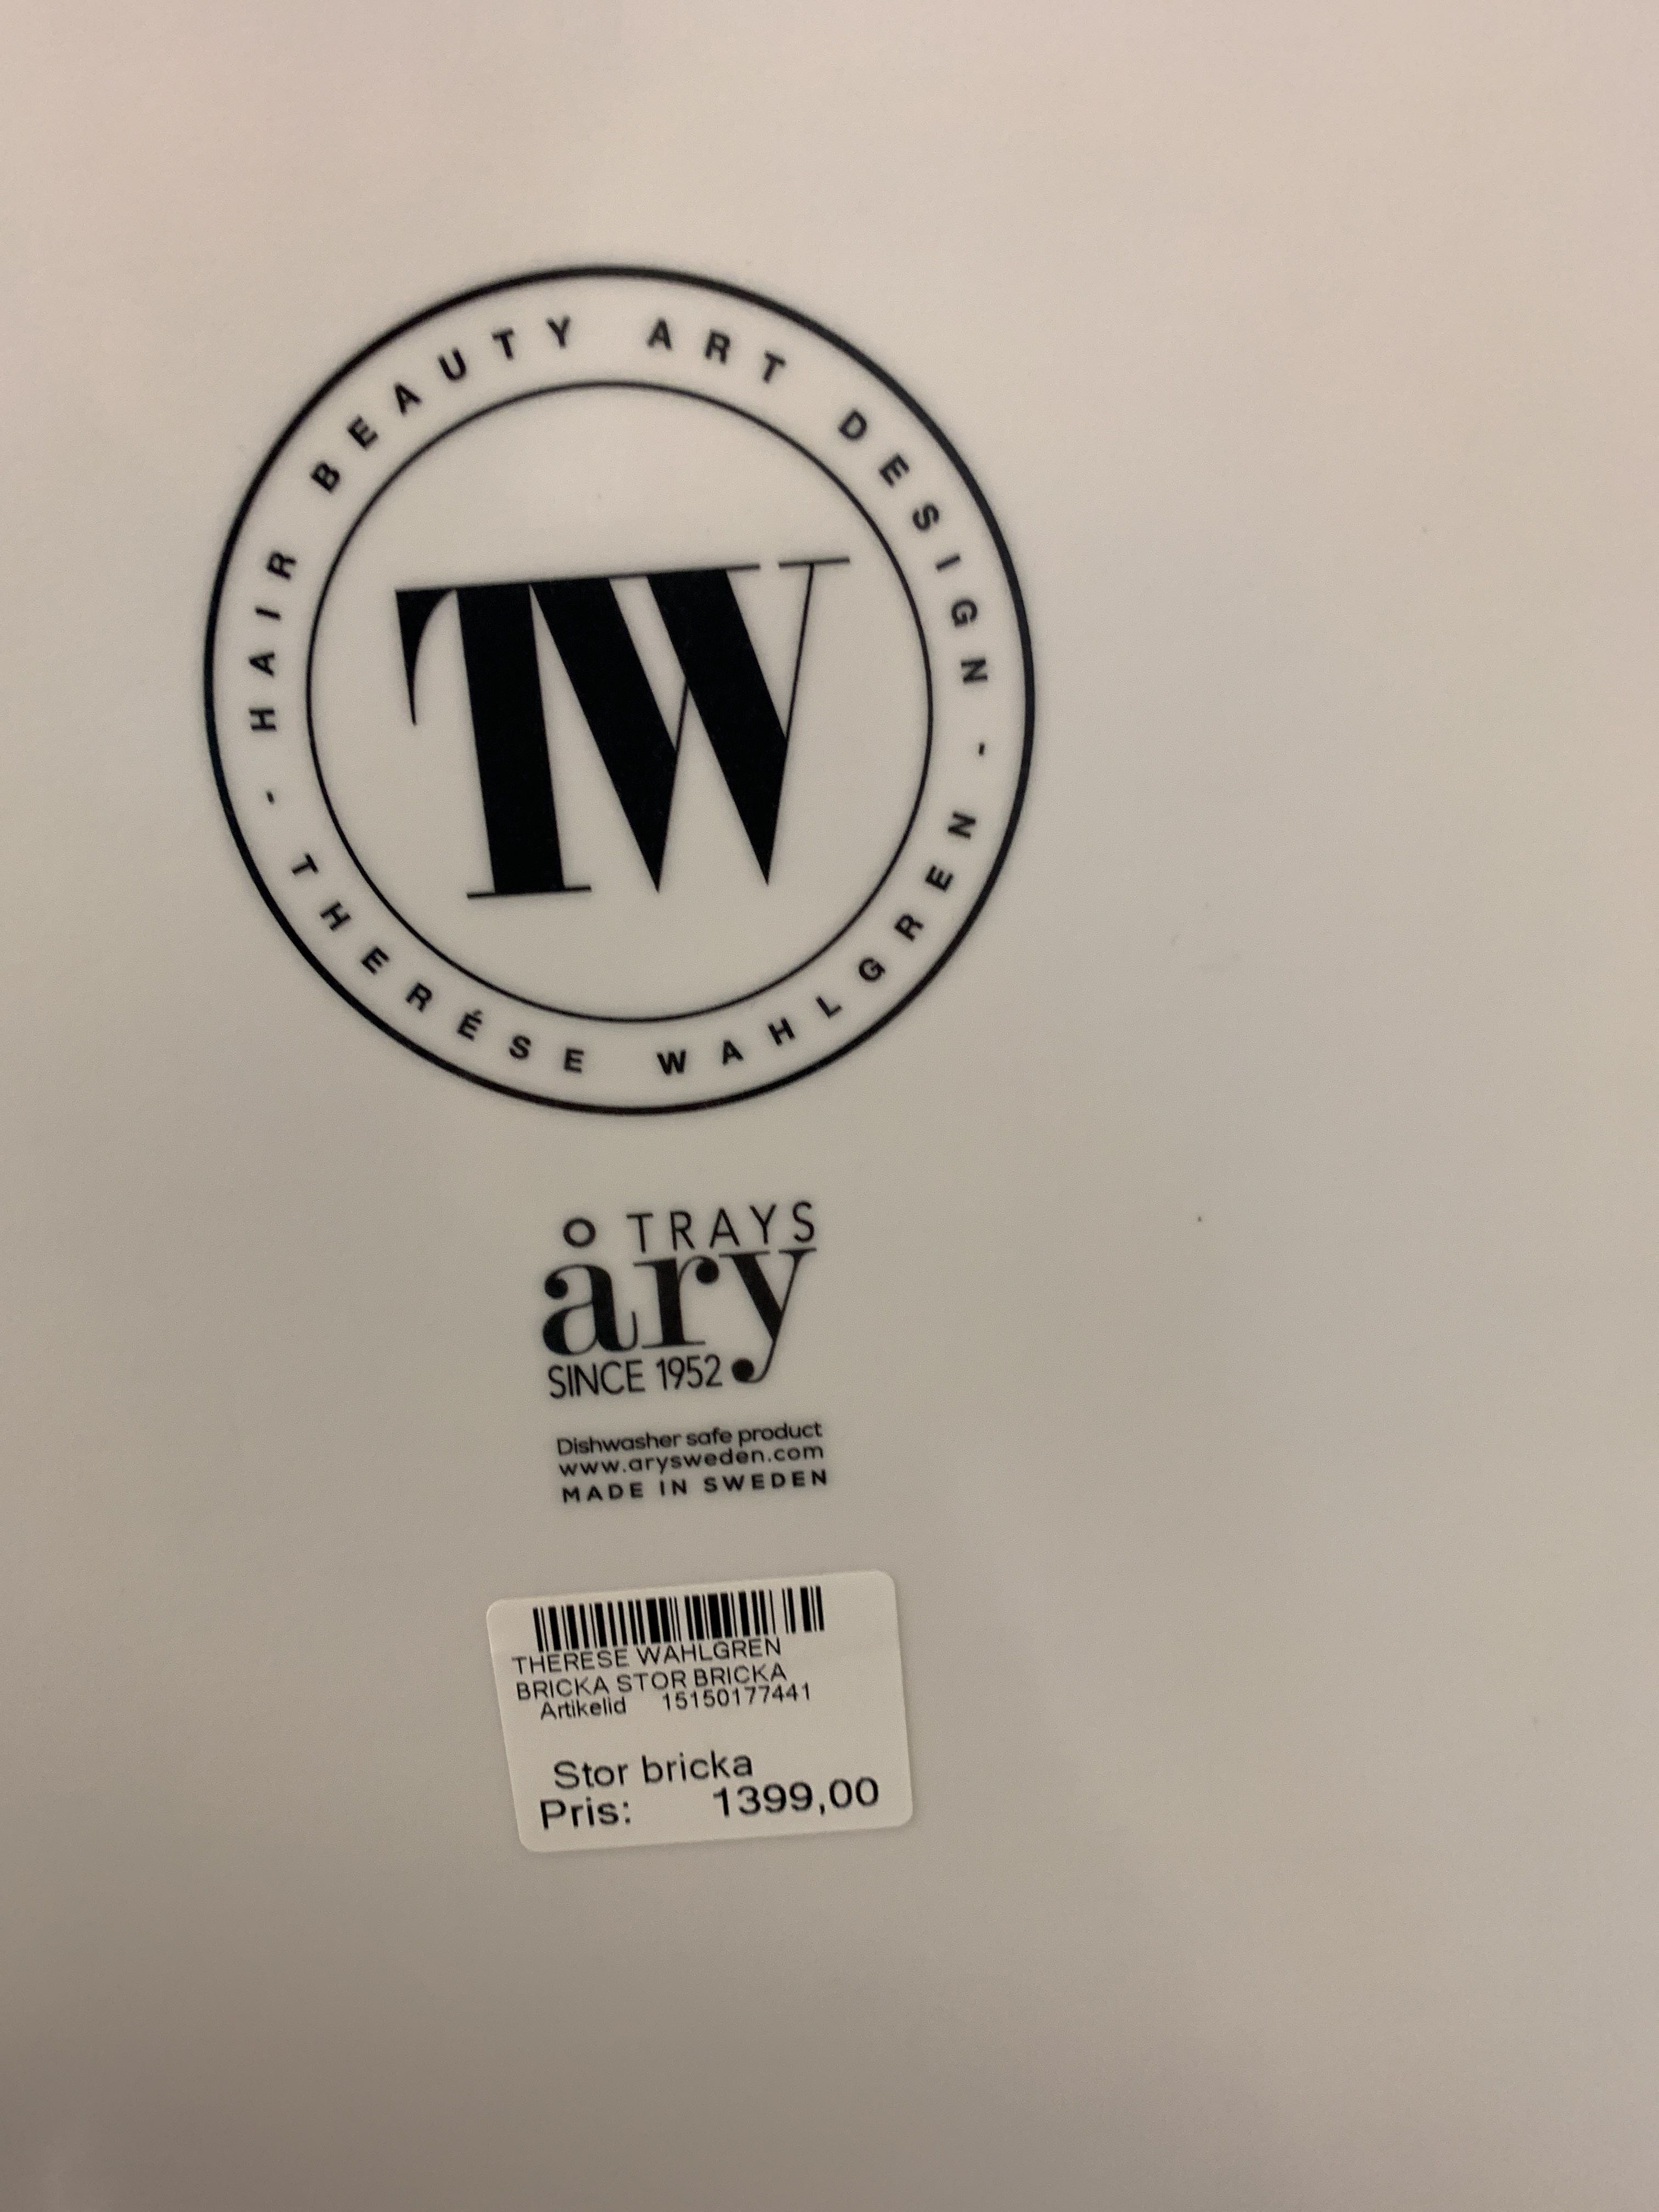 - HAIR BEAUTY ART DESIGN -
THERÉSE WAHLGREN
TW
TRAYS
åry
SINCE 1952
Dishwasher safe product
www.arysweden.com
MADE IN SWEDEN
THERESE WAHLGREN
BRICKA STOR BRICKA
Artikelid 15150177441
Stor bricka
Pris: 1399,00